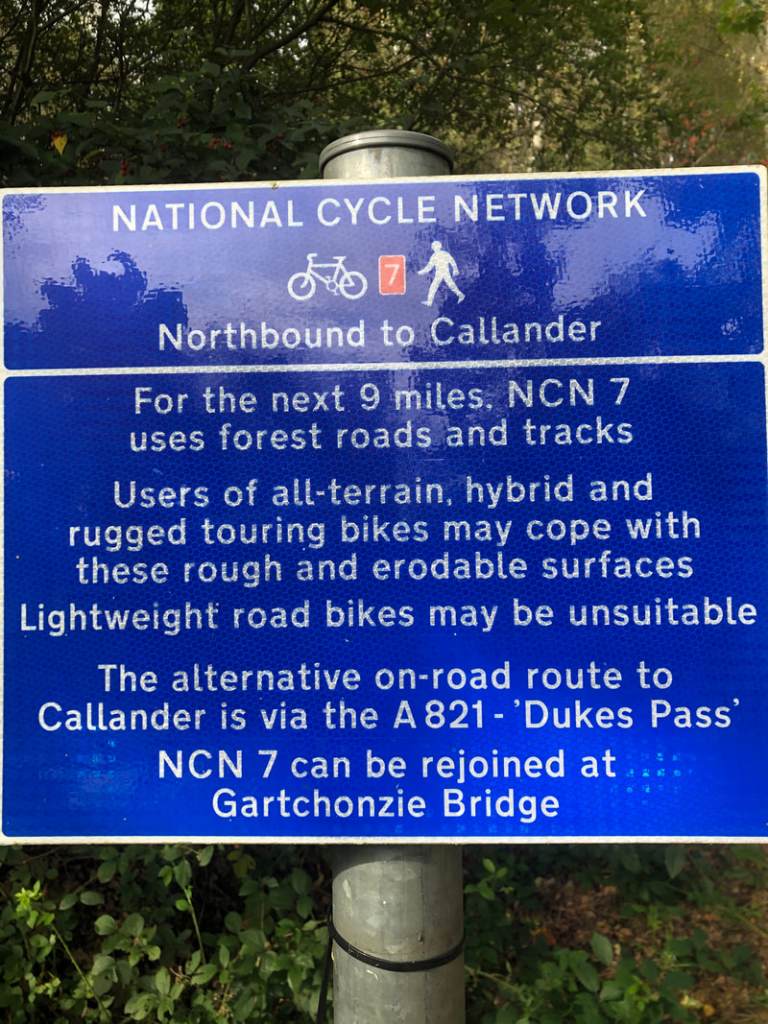 NATIONAL CYCLE NETWORK
7
Northbound to Callander
For the next 9 miles, NCN 7
uses forest roads and tracks
Users of all-terrain, hybrid and
rugged touring bikes may cope with
these rough and erodable surfaces
Lightweight road bikes may be unsuitable
The alternative on-road route to
Callander is via the A 821 - 'Dukes Pass'
NCN 7 can be rejoined at
Gartchonzie Bridge